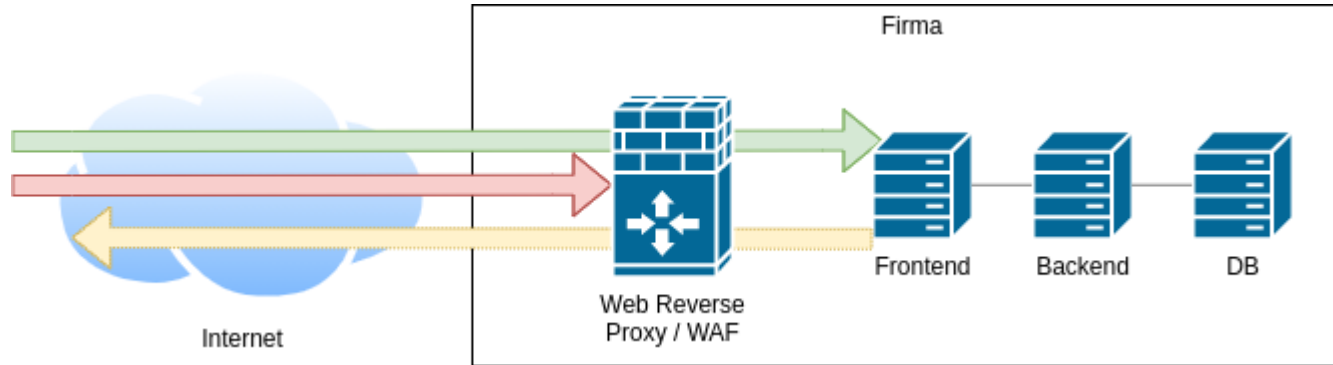 Firma
Frontend
Backend
DB
Web Reverse
Proxy / WAF
Internet